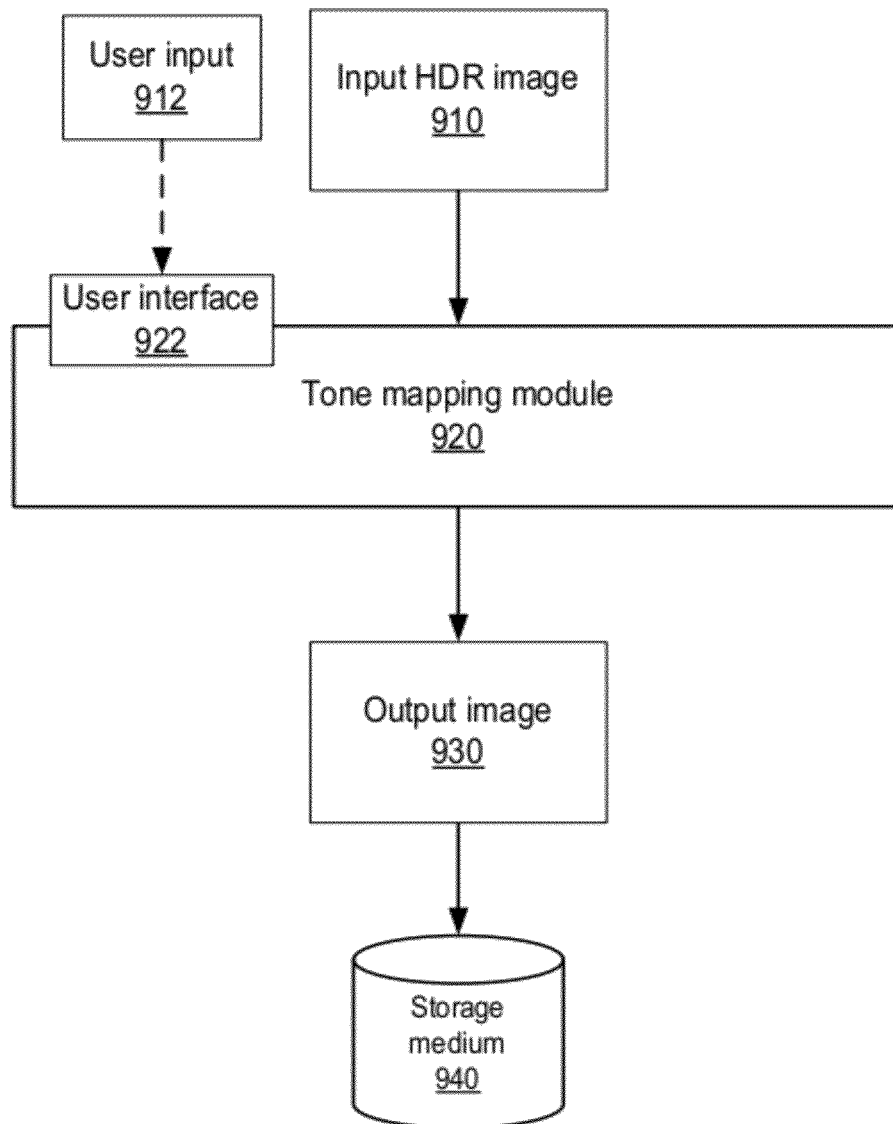 User input
912
Input HDR image
910
User interface
922
Tone mapping module
920
Output image
930
Storage
medium
940